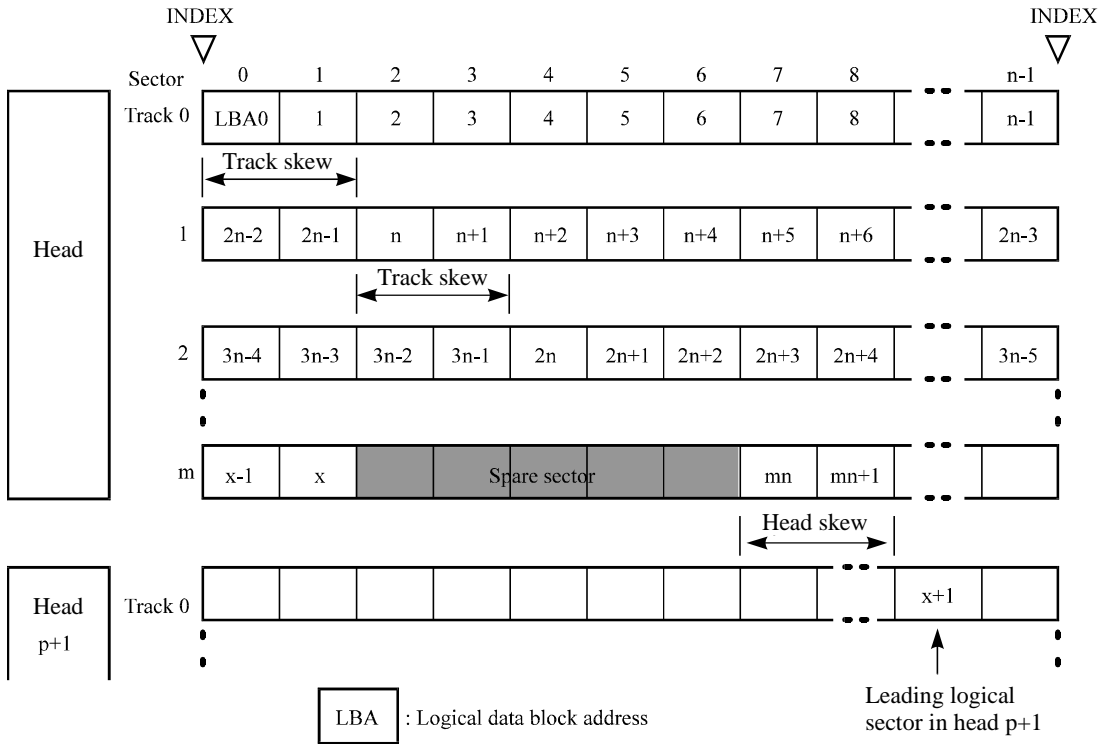 INDEX INDEX
Sector 0 1 2 3 4 5 6 7 8 n-1
Track 0 LBA0 1 2 3 4 5 6 7 8 n-1
Track skew
Head
1 2n-2 2n-1 n n+1 n+2 n+3 n+4 n+5 n+6 2n-3
Track skew
2 3n-4 3n-3 3n-2 3n-1 2n 2n+1 2n+2 2n+3 2n+4 3n-5
m x-1 x Spare sector mn mn+1
Head skew
Head
p+1
Track 0 x+1
Leading logical
sector in head p+1
LBA : Logical data block address